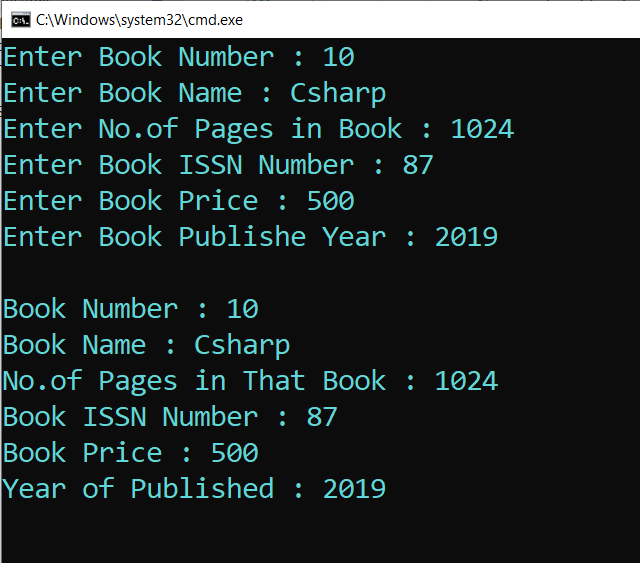 C:\Windows\system32\cmd.exe
Enter Book Number : 10
Enter Book Name : Csharp
Enter No.of Pages in Book : 1024
Enter Book ISSN Number : 87
Enter Book Price : 500
Enter Book Publishe Year : 2019
Book Number : 10
Book Name : Csharp
No.of Pages in That Book : 1024
Book ISSN Number : 87
Book Price : 500
Year of Published : 2019